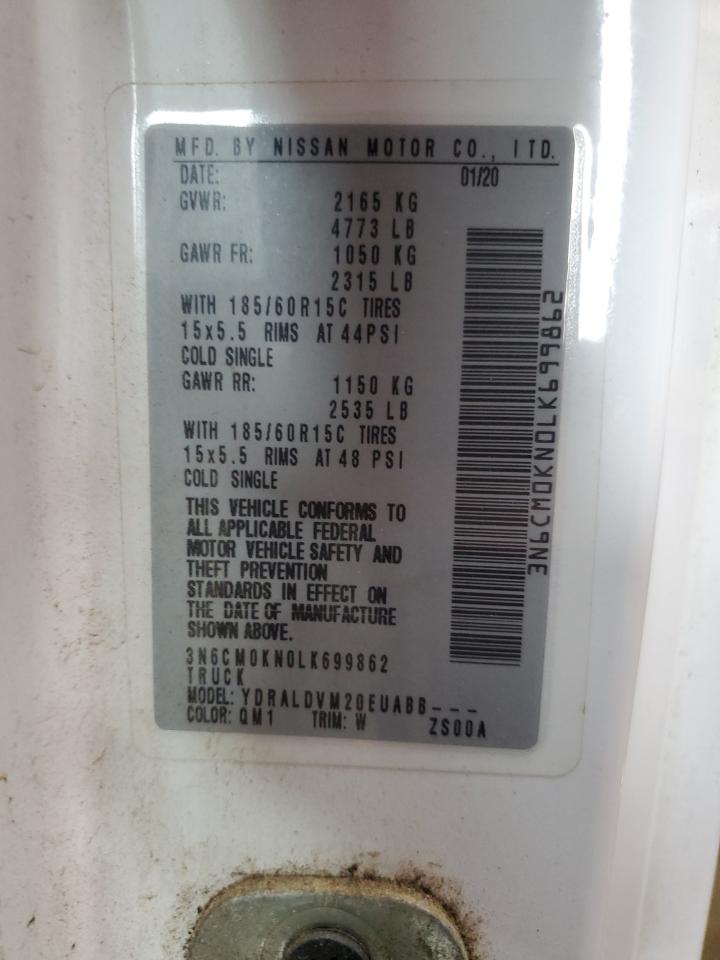 MFD. BY NISSAN MOTOR CO., LTD.
DATE: 01/20
GVWR: 2165 KG
4773 LB
GAWR FR: 1050 KG
2315 LB
WITH 185/60R15C TIRES
15x5.5 RIMS AT 44PSI
COLD SINGLE
GAWR RR: 1150 KG
2535 LB
WITH 185/60R15C TIRES
15x5.5 RIMS AT 48 PSI
COLD SINGLE
THIS VEHICLE CONFORMS TO
ALL APPLICABLE FEDERAL
MOTOR VEHICLE SAFETY AND
THEFT PREVENTION
STANDARDS IN EFFECT ON
THE DATE OF MANUFACTURE
SHOWN ABOVE.
3N6CM0KN0LK699862
TRUCK
MODEL: YDRALDVM20EUABB---
COLOR: QM1 TRIM: W ZS00A
3N6CM0KN0LK699862